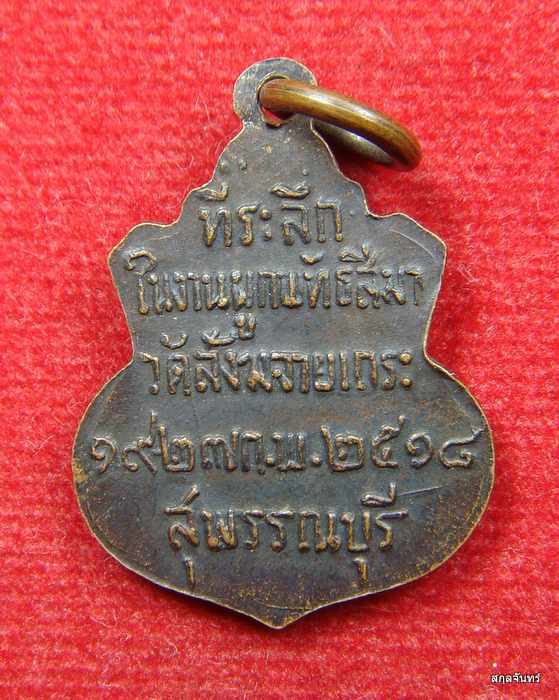 ที่ระลึก
ในงานผูกพัทธสีมา
วัดสังฆจายเถระ
๑๙ ๒๗ ก.พ. ๒๕๑๘
สุพรรณบุรี
สกุลจันทร์